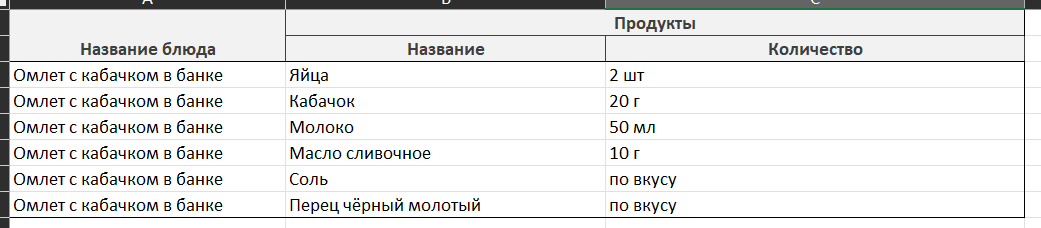 A B C
Продукты
Название блюда Название Количество
Омлет с кабачком в банке Яйца 2 шт
Омлет с кабачком в банке Кабачок 20 г
Омлет с кабачком в банке Молоко 50 мл
Омлет с кабачком в банке Масло сливочное 10 г
Омлет с кабачком в банке Соль по вкусу
Омлет с кабачком в банке Перец чёрный молотый по вкусу